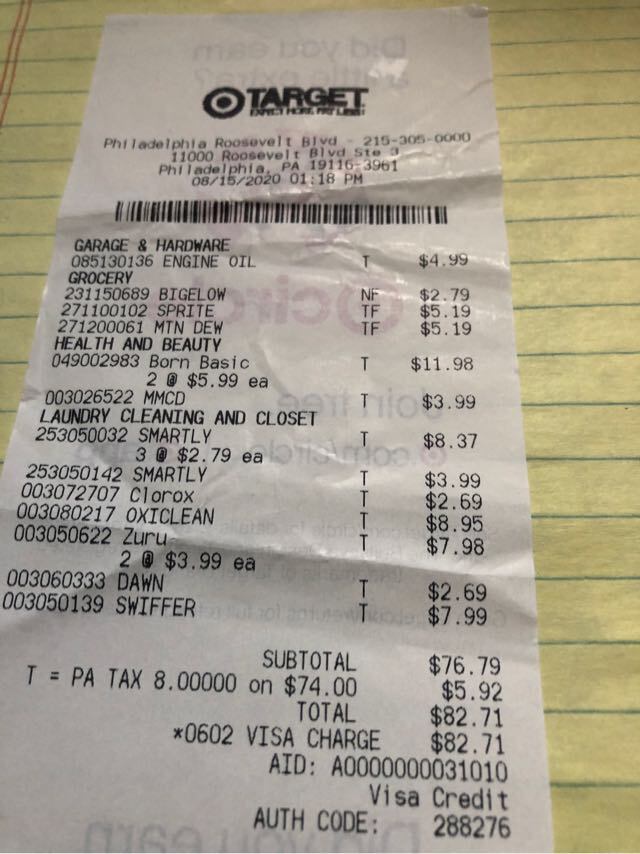 TARGET
EXPECT MORE. PAY LESS.
Philadelphia Roosevelt Blvd - 215-305-0000
11000 Roosevelt Blvd Ste 3
Philadelphia, PA 19116-3961
08/15/2020 01:18 PM
GARAGE & HARDWARE
085130136 ENGINE OIL T $4.99
GROCERY
231150689 BIGELOW NF $2.79
271100102 SPRITE TF $5.19
271200061 MTN DEW TF $5.19
HEALTH AND BEAUTY
049002983 Born Basic T $11.98
2 @ $5.99 ea
003026522 MMCD T $3.99
LAUNDRY CLEANING AND CLOSET
253050032 SMARTLY T $8.37
3 @ $2.79 ea
253050142 SMARTLY T $3.99
003072707 Clorox T $2.69
003080217 OXICLEAN T $8.95
003050622 Zuru T $7.98
2 @ $3.99 ea
003060333 DAWN T $2.69
003050139 SWIFFER T $7.99
SUBTOTAL $76.79
T = PA TAX 8.00000 on $74.00 $5.92
TOTAL $82.71
*0602 VISA CHARGE $82.71
AID: A0000000031010
Visa Credit
AUTH CODE: 288276